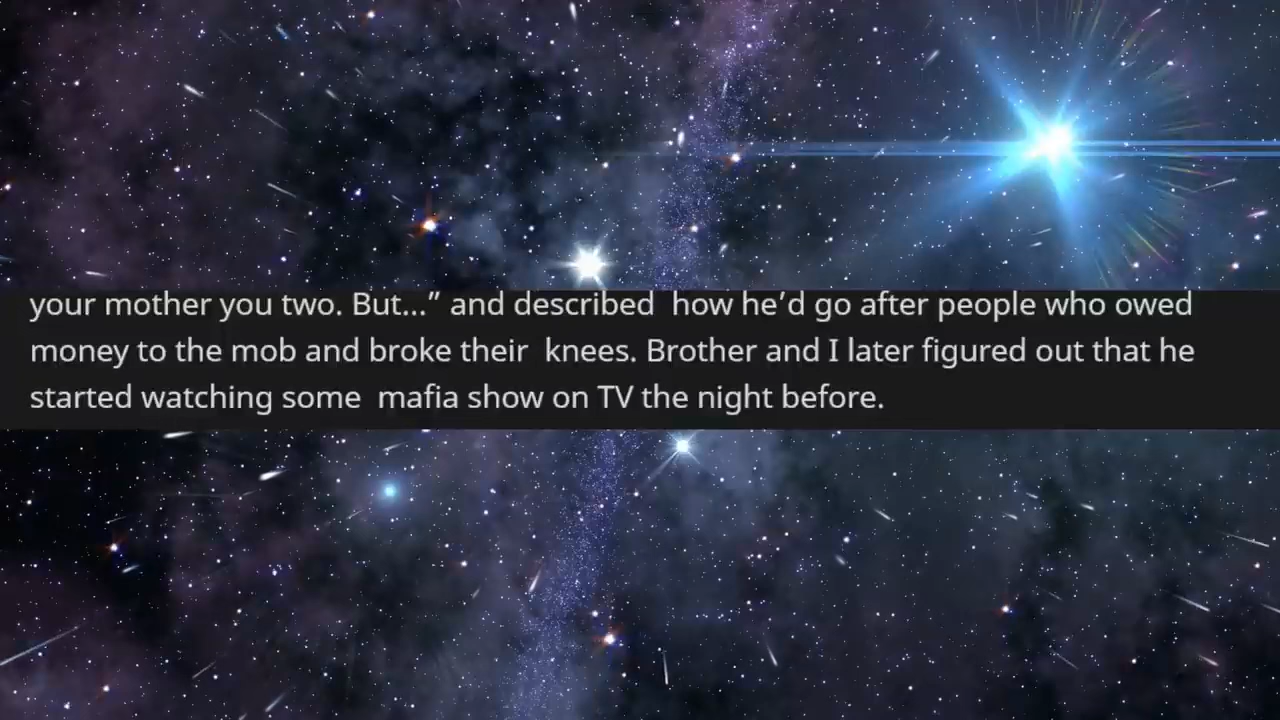 your mother you two. But...” and described  how he’d go after people who owed
money to the mob and broke their  knees. Brother and I later figured out that he
started watching some  mafia show on TV the night before.